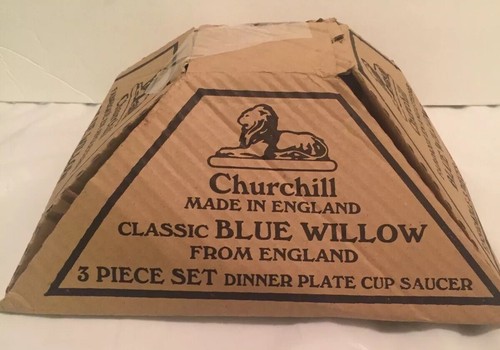 Churchill
MADE IN ENGLAND
CLASSIC BLUE WILLOW
FROM ENGLAND
3 PIECE SET DINNER PLATE CUP SAUCER